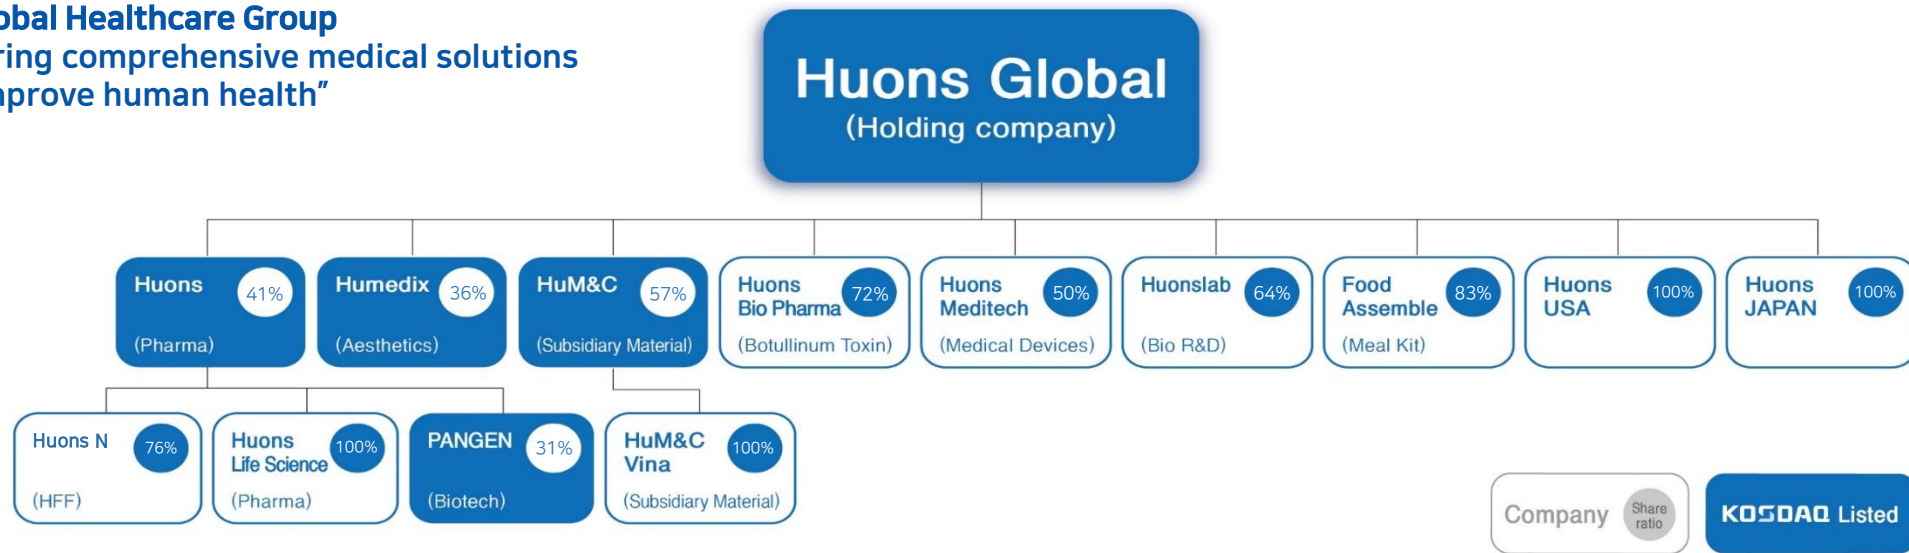 obal Healthcare Group
ring comprehensive medical solutions
nprove human health”
Huons Global
(Holding company)
Huons
41%
(Pharma)
Humedix
36%
(Aesthetics)
HuM&C
57%
(Subsidiary Material)
Huons
Bio Pharma
72%
(Botullinum Toxin)
Huons
Meditech
50%
(Medical Devices)
Huonslab
64%
(Bio R&D)
Food
Assemble
83%
(Meal Kit)
Huons
USA
100%
Huons
JAPAN
100%
Huons N
76%
(HFF)
Huons
Life Science
100%
(Pharma)
PANGEN
31%
(Biotech)
HuM&C
Vina
100%
(Subsidiary Material)
Company
Share
ratio
KOSDAQ Listed